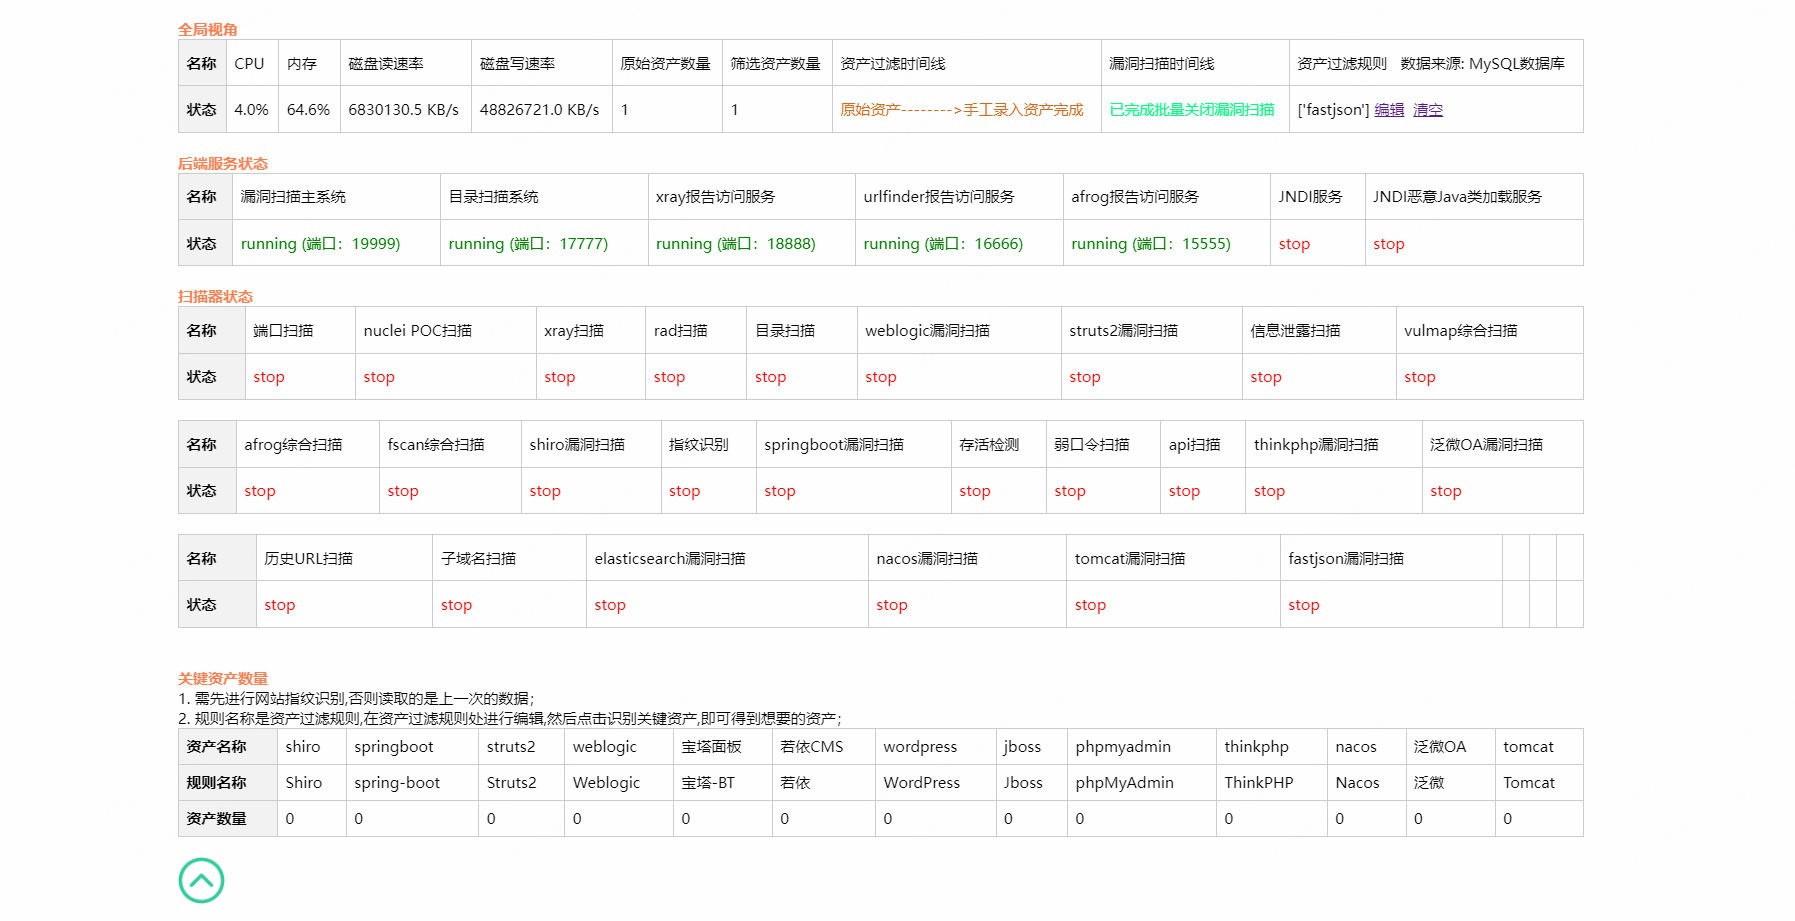 全局视角
名称 CPU 内存 磁盘读速率 磁盘写速率 原始资产数量 筛选资产数量 资产过滤时间线 漏洞扫描时间线 资产过滤规则 数据来源: MySQL数据库
状态 4.0% 64.6% 6830130.5 KB/s 48826721.0 KB/s 1 1 原始资产-------->手工录入资产完成 已完成批量关闭漏洞扫描 ['fastjson'] 编辑 清空
后端服务状态
名称 漏洞扫描主系统 目录扫描系统 xray报告访问服务 urlfinder报告访问服务 afrog报告访问服务 JNDI服务 JNDI恶意Java类加载服务
状态 running (端口：19999) running (端口：17777) running (端口：18888) running (端口：16666) running (端口：15555) stop stop
扫描器状态
名称 端口扫描 nuclei POC扫描 xray扫描 rad扫描 目录扫描 weblogic漏洞扫描 struts2漏洞扫描 信息泄露扫描 vulmap综合扫描
状态 stop stop stop stop stop stop stop stop stop
名称 afrog综合扫描 fscan综合扫描 shiro漏洞扫描 指纹识别 springboot漏洞扫描 存活检测 弱口令扫描 api扫描 thinkphp漏洞扫描 泛微OA漏洞扫描
状态 stop stop stop stop stop stop stop stop stop stop
名称 历史URL扫描 子域名扫描 elasticsearch漏洞扫描 nacos漏洞扫描 tomcat漏洞扫描 fastjson漏洞扫描
状态 stop stop stop stop stop stop
关键资产数量
1. 需先进行网站指纹识别,否则读取的是上一次的数据；
2. 规则名称是资产过滤规则,在资产过滤规则处进行编辑,然后点击识别关键资产,即可得到想要的资产；
资产名称 shiro springboot struts2 weblogic 宝塔面板 若依CMS wordpress jboss phpmyadmin thinkphp nacos 泛微OA tomcat
规则名称 Shiro spring-boot Struts2 Weblogic 宝塔-BT 若依 WordPress Jboss phpMyAdmin ThinkPHP Nacos 泛微 Tomcat
资产数量 0 0 0 0 0 0 0 0 0 0 0 0 0